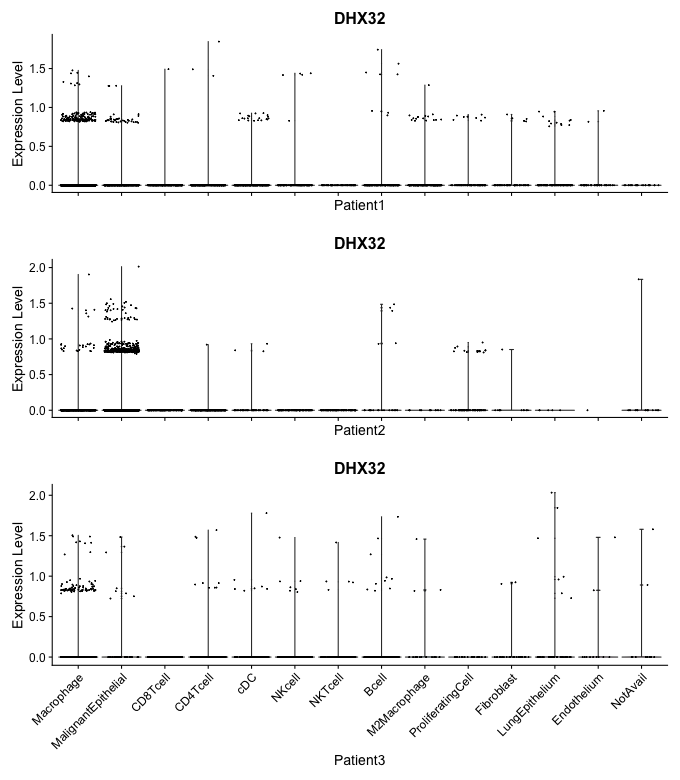 DHX32
Expression Level
1.5
1.0
0.5
0.0
Patient1
DHX32
Expression Level
2.0
1.5
1.0
0.5
0.0
Patient2
DHX32
Expression Level
2.0
1.5
1.0
0.5
0.0
Macrophage
MalignantEpithelial
CD8Tcell
CD4Tcell
cDC
NKcell
NKTcell
Bcell
M2Macrophage
ProliferatingCell
Fibroblast
LungEpithelium
Endothelium
NotAvail
Patient3